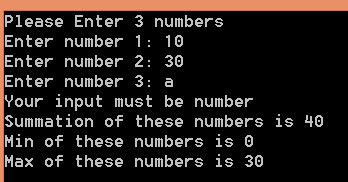 Please Enter 3 numbers
Enter number 1: 10
Enter number 2: 30
Enter number 3: a
Your input must be number
Summation of these numbers is 40
Min of these numbers is 0
Max of these numbers is 30